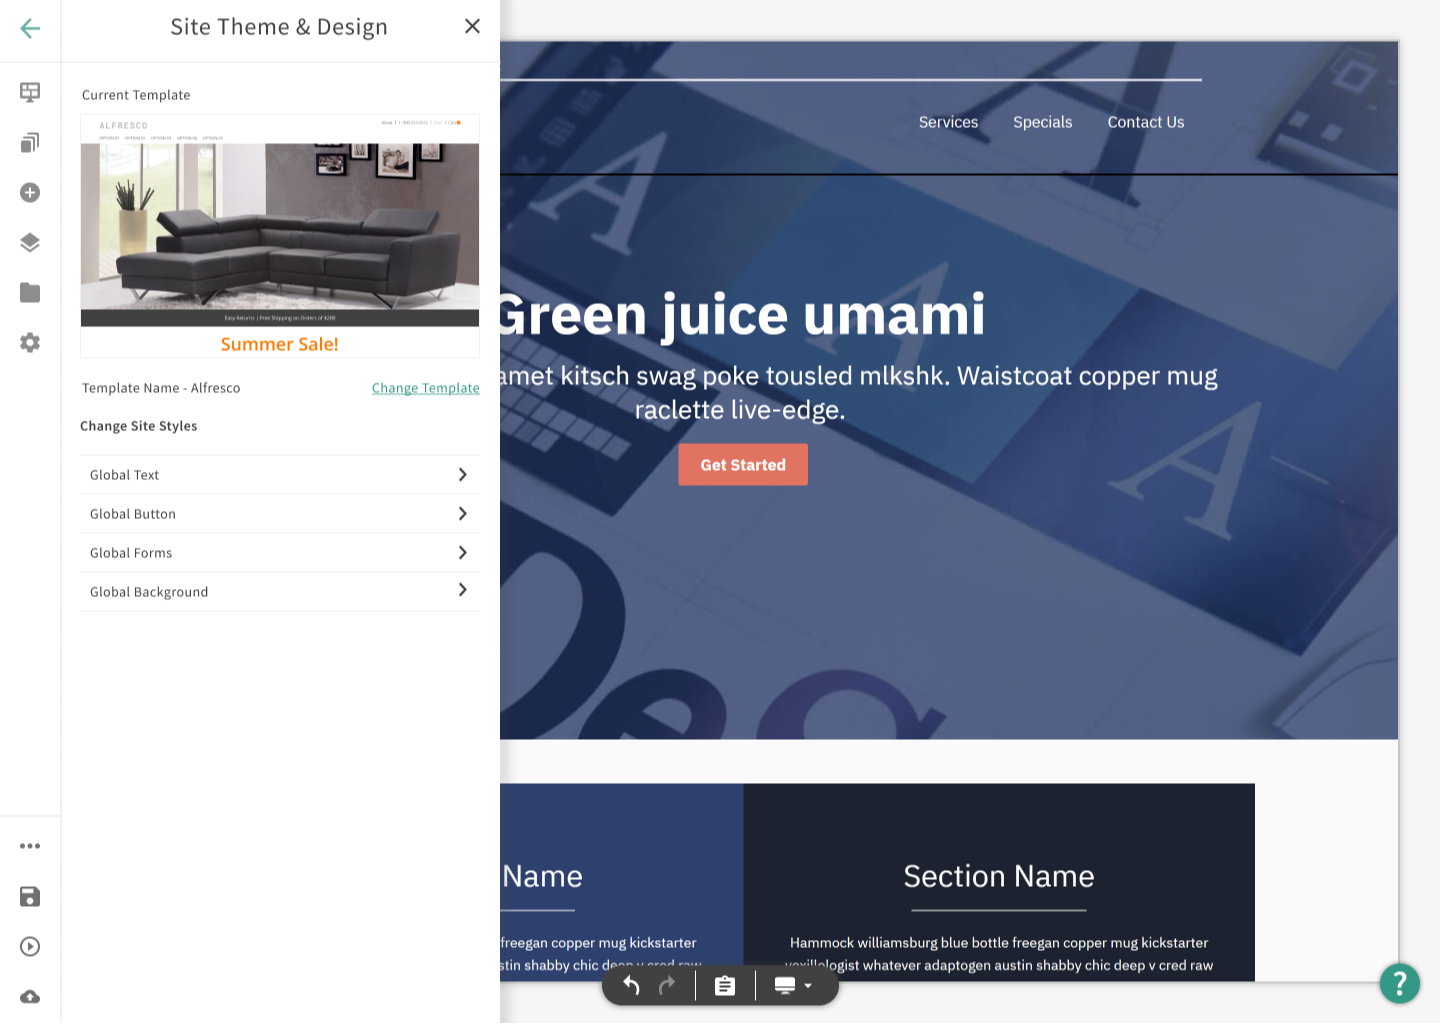 Site Theme & Design
Current Template
ALFRESCO
Easy Returns | Free Shipping on Orders of $200
Summer Sale!
Template Name - Alfresco
Change Template
Change Site Styles
Global Text
Global Button
Global Forms
Global Background
Services
Specials
Contact Us
Green juice umami
amet kitsch swag poke tousled mlkshk. Waistcoat copper mug
raclette live-edge.
Get Started
Name
freegan copper mug kickstarter
stin shabby chic deep v cred raw
Section Name
Hammock williamsburg blue bottle freegan copper mug kickstarter
vexillologist whatever adaptogen austin shabby chic deep v cred raw
?